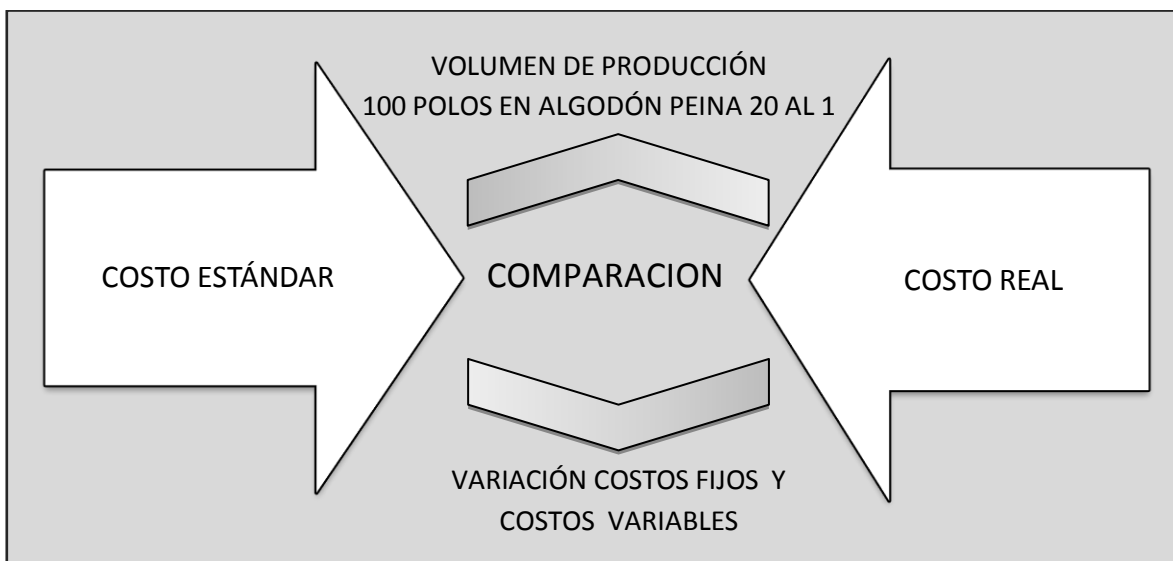 VOLUMEN DE PRODUCCIÓN
100 POLOS EN ALGODÓN PEINA 20 AL 1
COSTO ESTÁNDAR
COMPARACION
COSTO REAL
VARIACIÓN COSTOS FIJOS Y
COSTOS VARIABLES